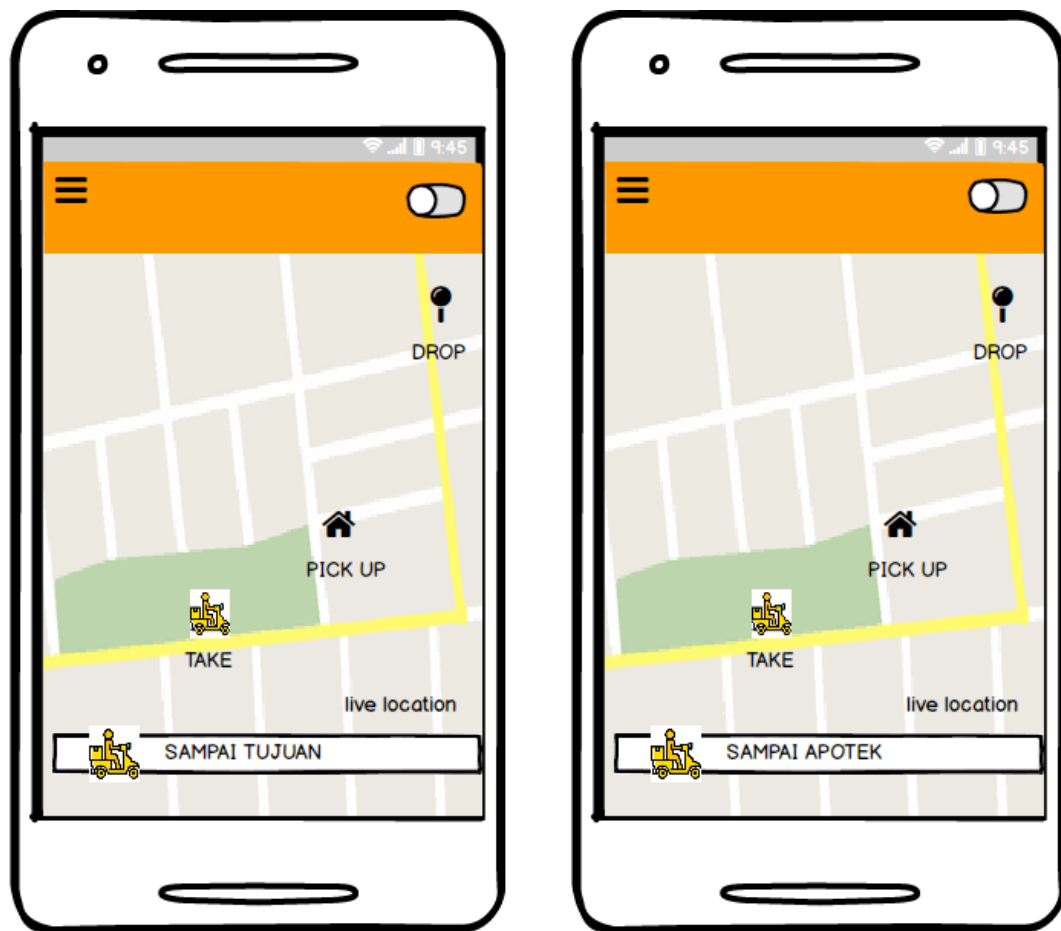 9:45
DROP
PICK UP
TAKE
live location
SAMPAI TUJUAN
9:45
DROP
PICK UP
TAKE
live location
SAMPAI APOTEK